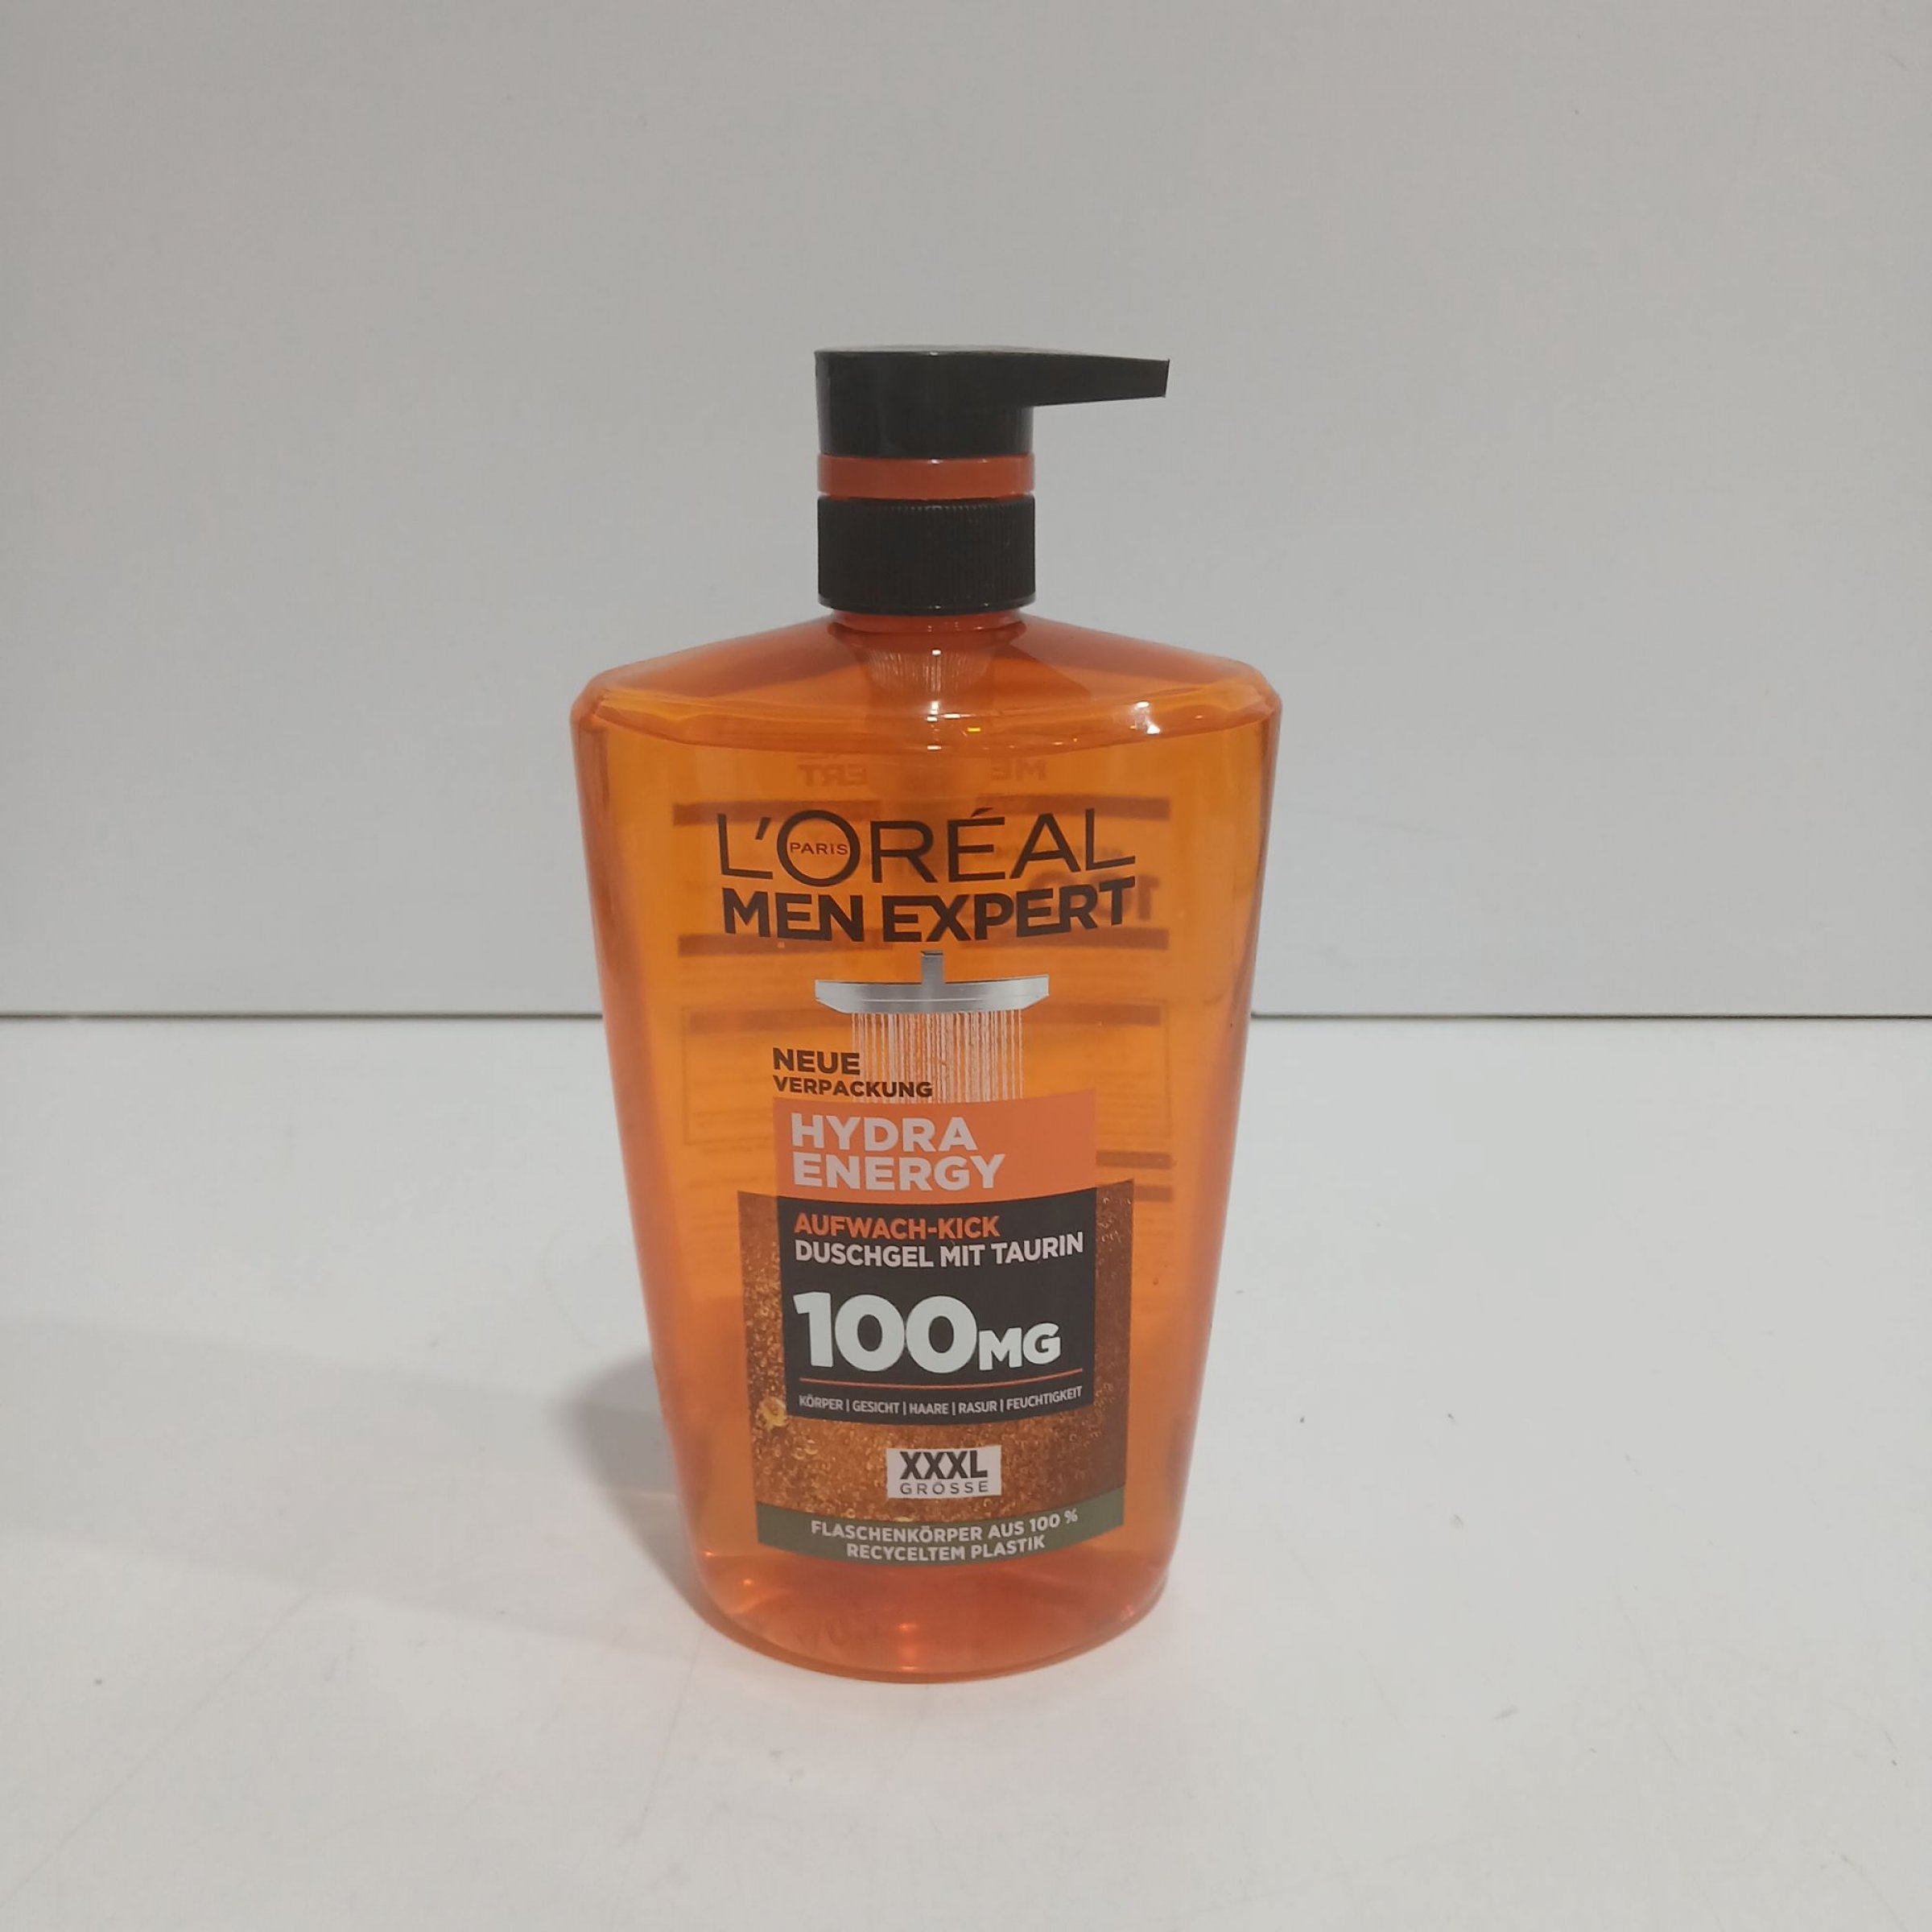 L'ORÉAL
PARIS
MEN EXPERT
NEUE
VERPACKUNG
HYDRA
ENERGY
AUFWACH-KICK
DUSCHGEL MIT TAURIN
100MG
KÖRPER | GESICHT | HAARE | RASUR | FEUCHTIGKEIT
XXXL
GRÖSSE
FLASCHENKÖRPER AUS 100 %
RECYCELTEM PLASTIK